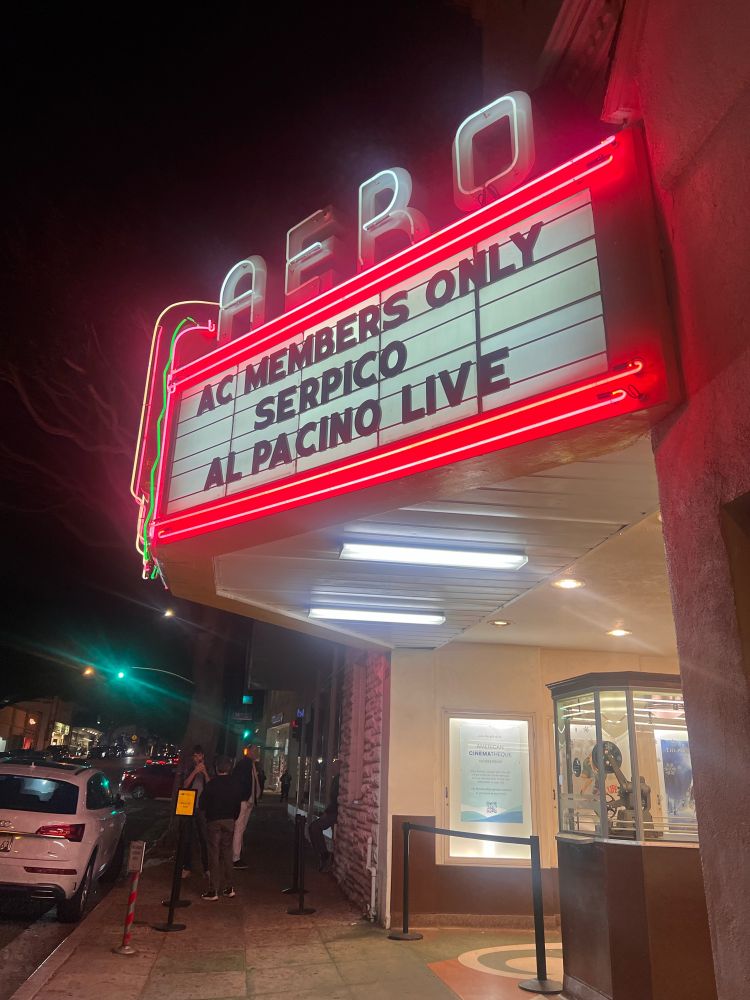 AERO
AC MEMBERS ONLY
SERPICO
AL PACINO LIVE
AMERICAN
CINEMATHEQUE